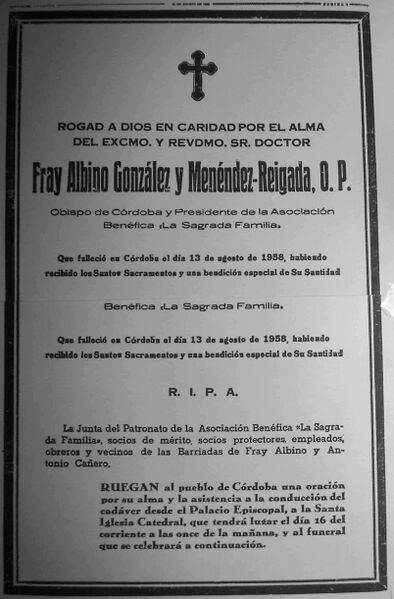 ROGAD A DIOS EN CARIDAD POR EL ALMA
DEL EXCMO. Y REVDMO. SR. DOCTOR
Fray Albino González y Menéndez-Reigada, O. P.
Obispo de Córdoba y Presidente de la Asociación
Benéfica «La Sagrada Familia»
Que falleció en Córdoba el día 13 de agosto de 1958, habiendo
recibido los Santos Sacramentos y una bendición especial de Su Santidad
Benéfica «La Sagrada Familia»
Que falleció en Córdoba el día 13 de agosto de 1958, habiendo
recibido los Santos Sacramentos y una bendición especial de Su Santidad
R. I. P. A.
La Junta del Patronato de la Asociación Benéfica «La Sagra-
da Familia», socios de mérito, socios protectores, empleados,
obreros y vecinos de las Barriadas de Fray Albino y An-
tonio Cañero,
RUEGAN al pueblo de Córdoba una oración
por su alma y la asistencia a la conducción del
cadáver desde el Palacio Episcopal, a la Santa
Iglesia Catedral, que tendrá lugar el día 16 del
corriente a las once de la mañana, y al funeral
que se celebrará a continuación.